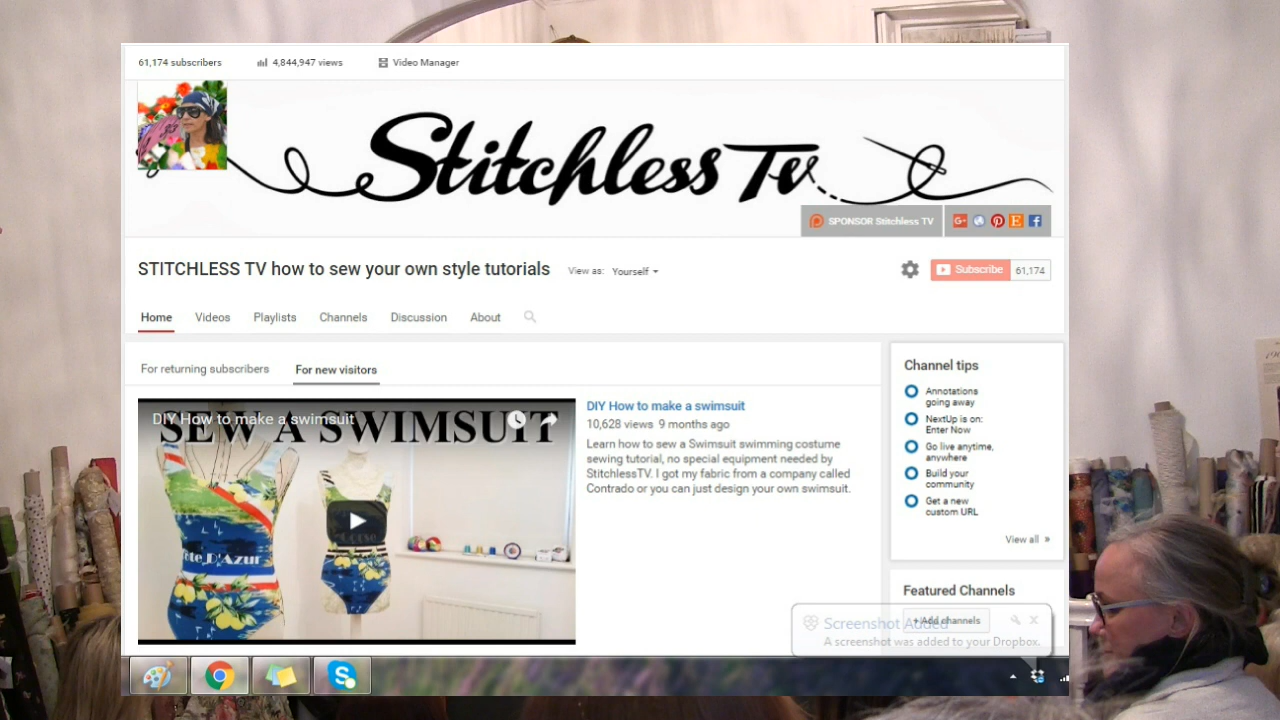 61,174 subscribers
4,844,947 views
Video Manager
Stitchless TV
SPONSOR Stitchless TV
STITCHLESS TV how to sew your own style tutorials
View as: Yourself
Subscribe 61,174
Home Videos Playlists Channels Discussion About
For returning subscribers For new visitors
DIY How to make a swimsuit
SEW A SWIMSUIT
Côte D'Azur
DIY How to make a swimsuit
10,628 views 9 months ago
Learn how to sew a Swimsuit swimming costume
sewing tutorial, no special equipment needed by
StitchlessTV. I got my fabric from a company called
Contrado or you can just design your own swimsuit.
Channel tips
Annotations
going away
NextUp is on:
Enter Now
Go live anytime,
anywhere
Build your
community
Get a new
custom URL
View all »
Featured Channels
+ Add channels
Screenshot Added
A screenshot was added to your Dropbox.